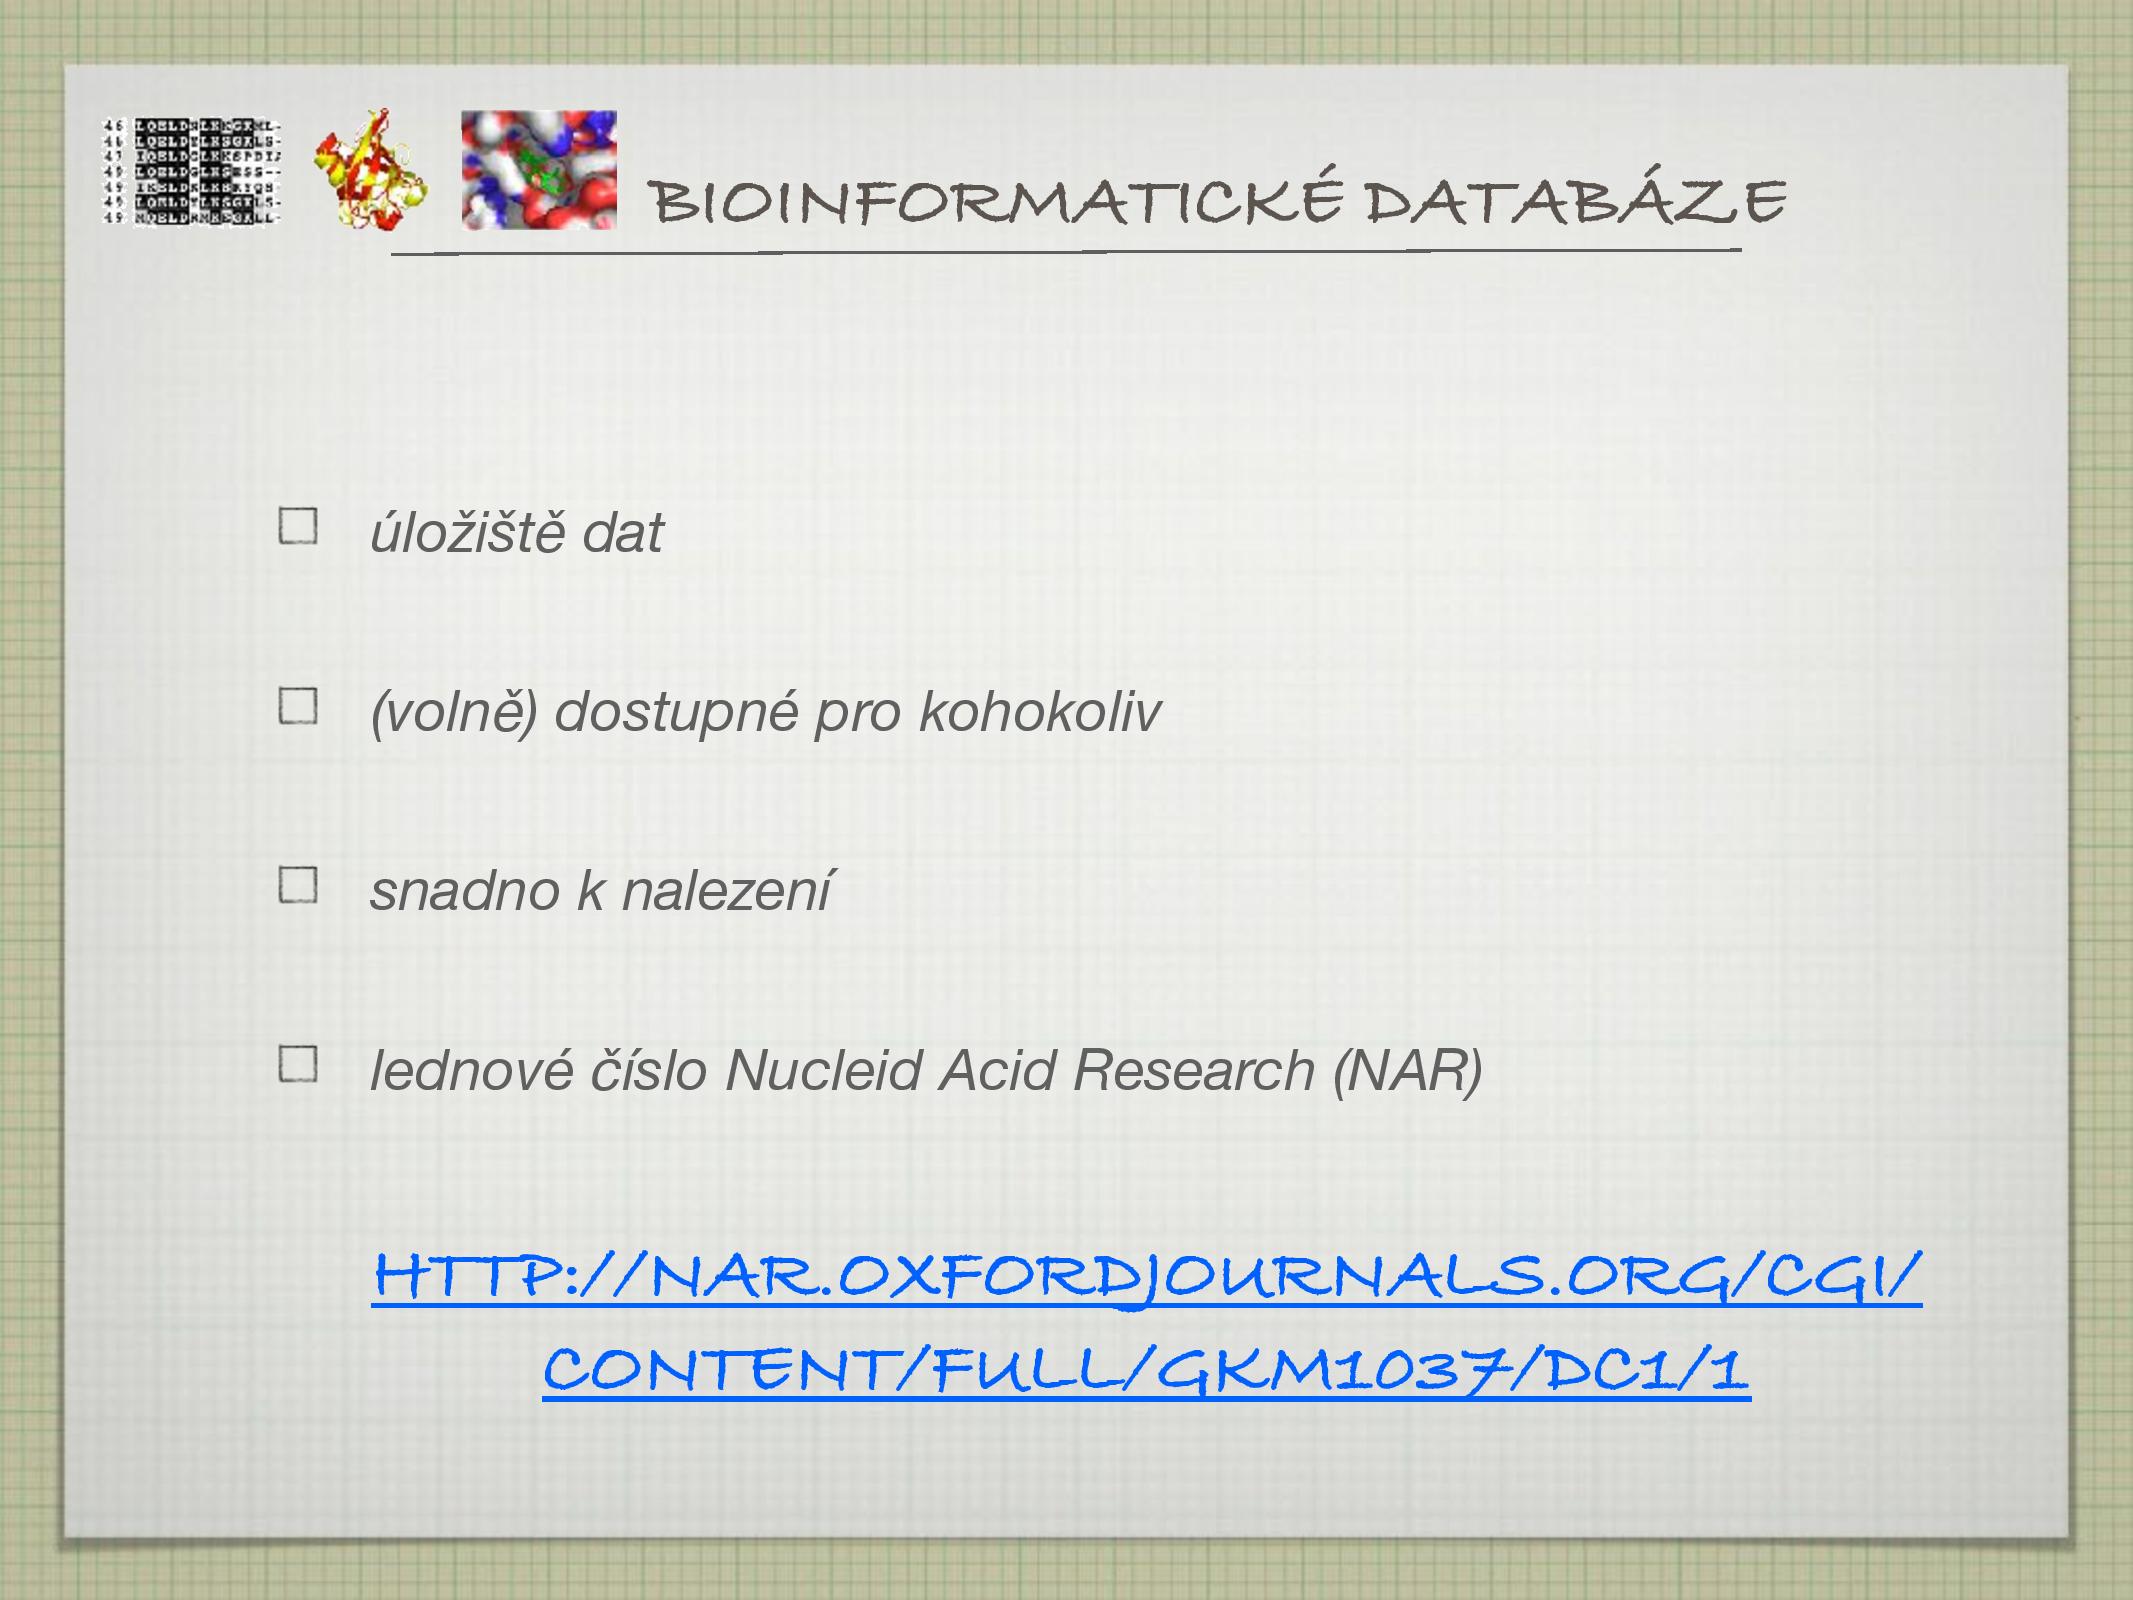 BIOINFORMATICKÉ DATABÁZE
úložiště dat
(volně) dostupné pro kohokoliv
snadno k nalezení
lednové číslo Nucleid Acid Research (NAR)
HTTP://NAR.OXFORDJOURNALS.ORG/CGI/
CONTENT/FULL/GKM1037/DC1/1